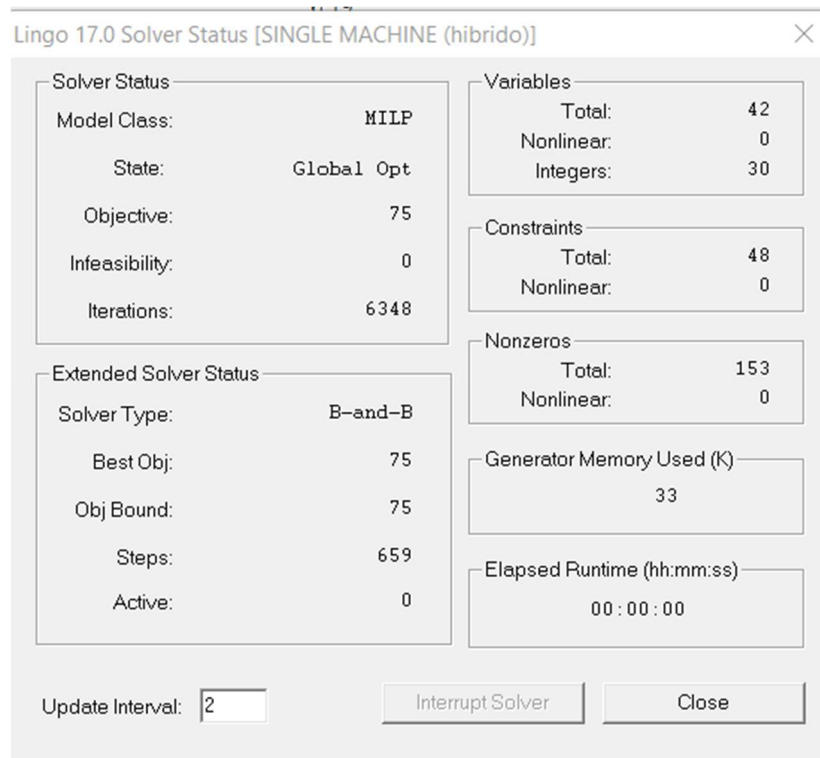 Lingo 17.0 Solver Status [SINGLE MACHINE (hibrido)]
Solver Status
Model Class: MILP
State: Global Opt
Objective: 75
Infeasibility: 0
Iterations: 6348
Extended Solver Status
Solver Type: B-and-B
Best Obj: 75
Obj Bound: 75
Steps: 659
Active: 0
Variables
Total: 42
Nonlinear: 0
Integers: 30
Constraints
Total: 48
Nonlinear: 0
Nonzeros
Total: 153
Nonlinear: 0
Generator Memory Used (K)
33
Elapsed Runtime (hh:mm:ss)
00:00:00
Update Interval: 2
Interrupt Solver
Close